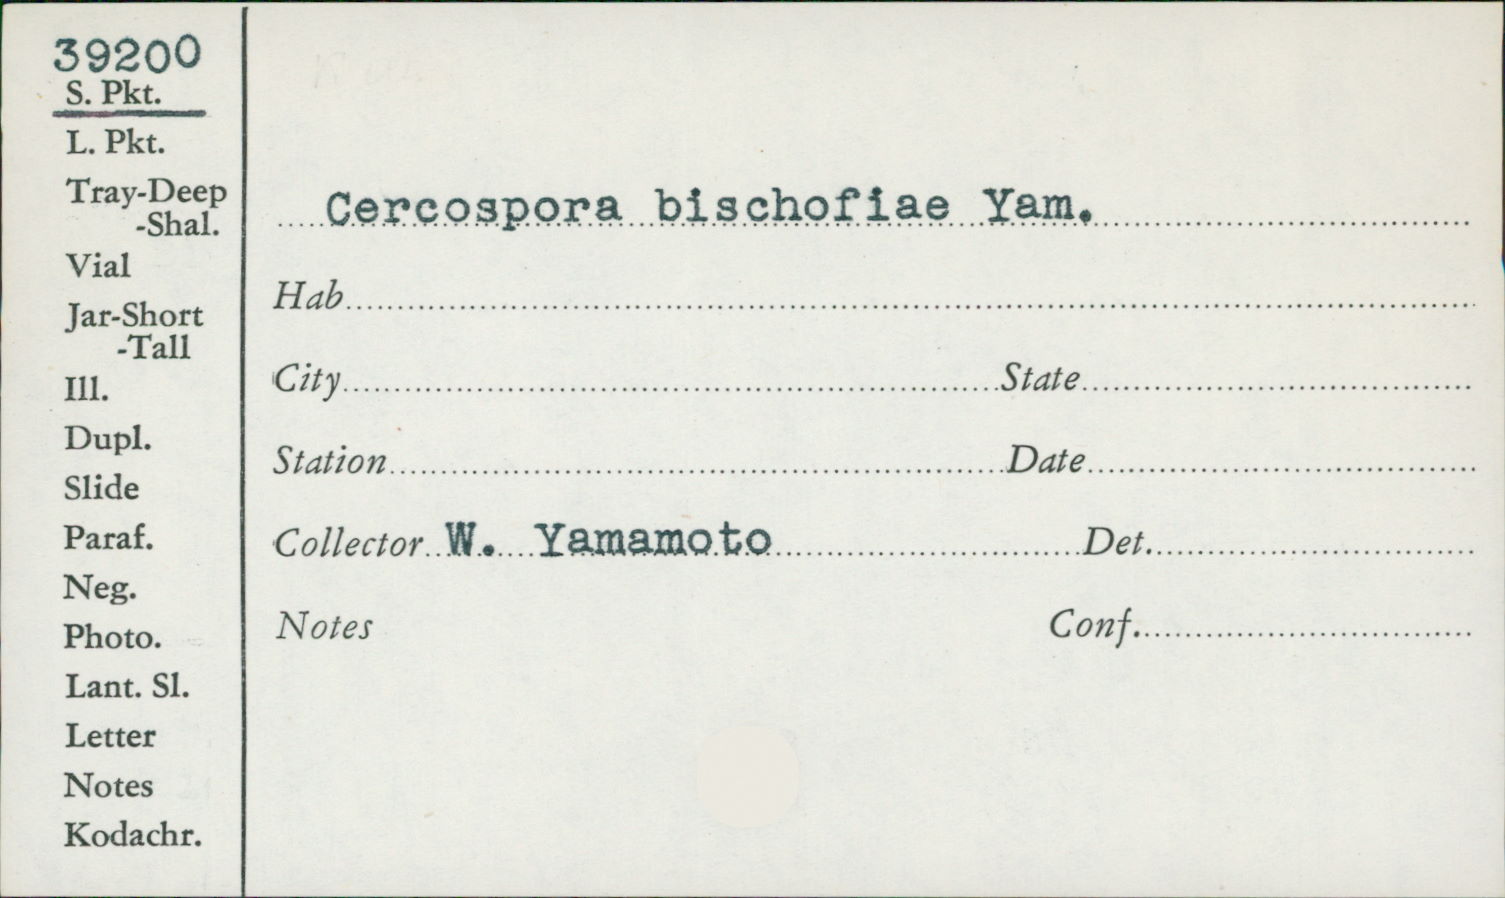 39200
S. Pkt.
L. Pkt.
Tray-Deep
-Shal.
Vial
Jar-Short
-Tall
Ill.
Dupl.
Slide
Paraf.
Neg.
Photo.
Lant. Sl.
Letter
Notes
Kodachr.
Cercospora bischofiae Yam.
Hab
City State
Station Date
Collector W. Yamamoto Det.
Notes Conf.